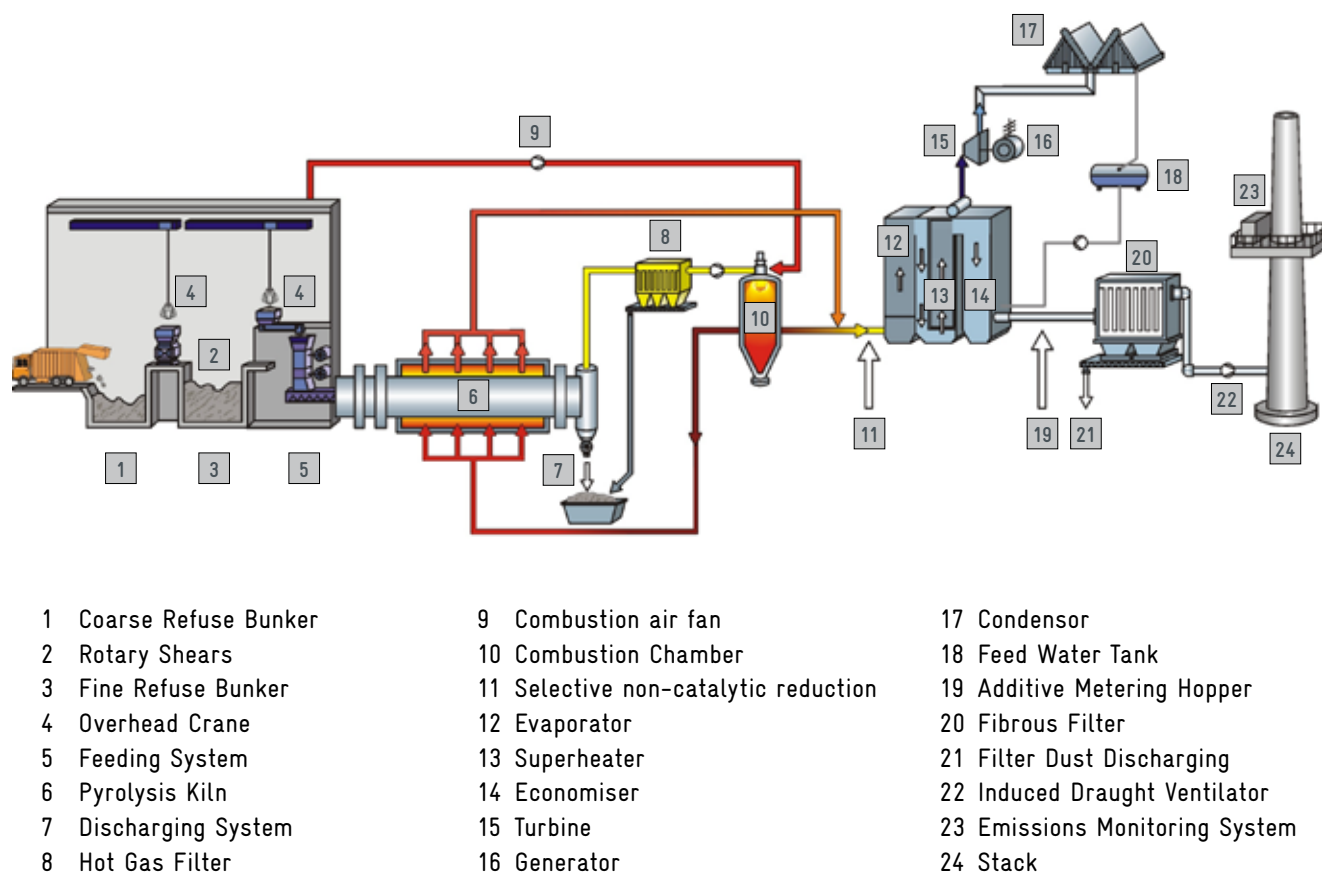 17
9
15
16
18
23
8
12
20
4
4
13
14
10
2
6
22
11
19
21
1
3
5
7
24
1 Coarse Refuse Bunker
2 Rotary Shears
3 Fine Refuse Bunker
4 Overhead Crane
5 Feeding System
6 Pyrolysis Kiln
7 Discharging System
8 Hot Gas Filter
9 Combustion air fan
10 Combustion Chamber
11 Selective non-catalytic reduction
12 Evaporator
13 Superheater
14 Economiser
15 Turbine
16 Generator
17 Condensor
18 Feed Water Tank
19 Additive Metering Hopper
20 Fibrous Filter
21 Filter Dust Discharging
22 Induced Draught Ventilator
23 Emissions Monitoring System
24 Stack